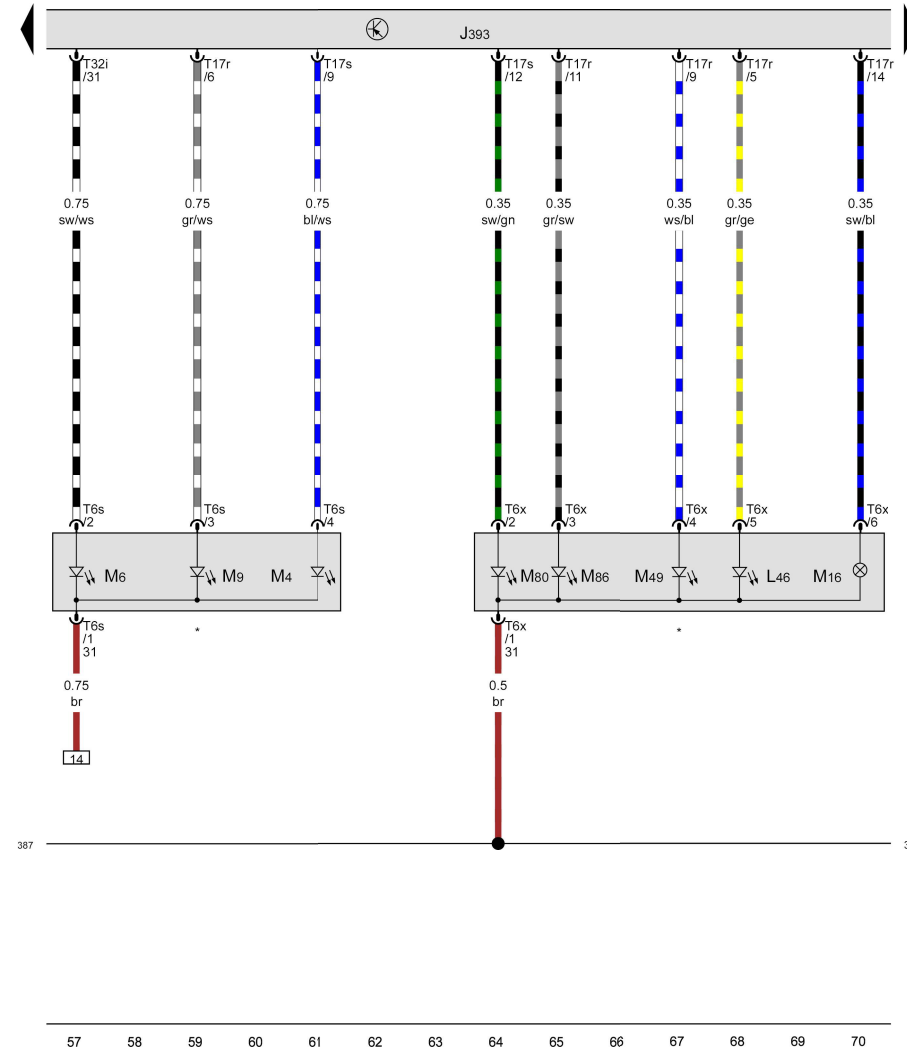 J393
T32i T17r T17s T17s T17r T17r T17r T17r
/31 /6 /9 /12 /11 /9 /5 /14
0.75 0.75 0.75 0.35 0.35 0.35 0.35 0.35
sw/ws gr/ws bl/ws sw/gn gr/sw ws/bl gr/ge sw/bl
T6s T6s T6s T6x T6x T6x T6x T6x
/2 /3 /4 /2 /3 /4 /5 /6
M6 M9 M4 M80 M86 M49 L46 M16
T6s * T6x *
/1 /1
31 31
0.75 0.5
br br
14
387 3
57 58 59 60 61 62 63 64 65 66 67 68 69 70